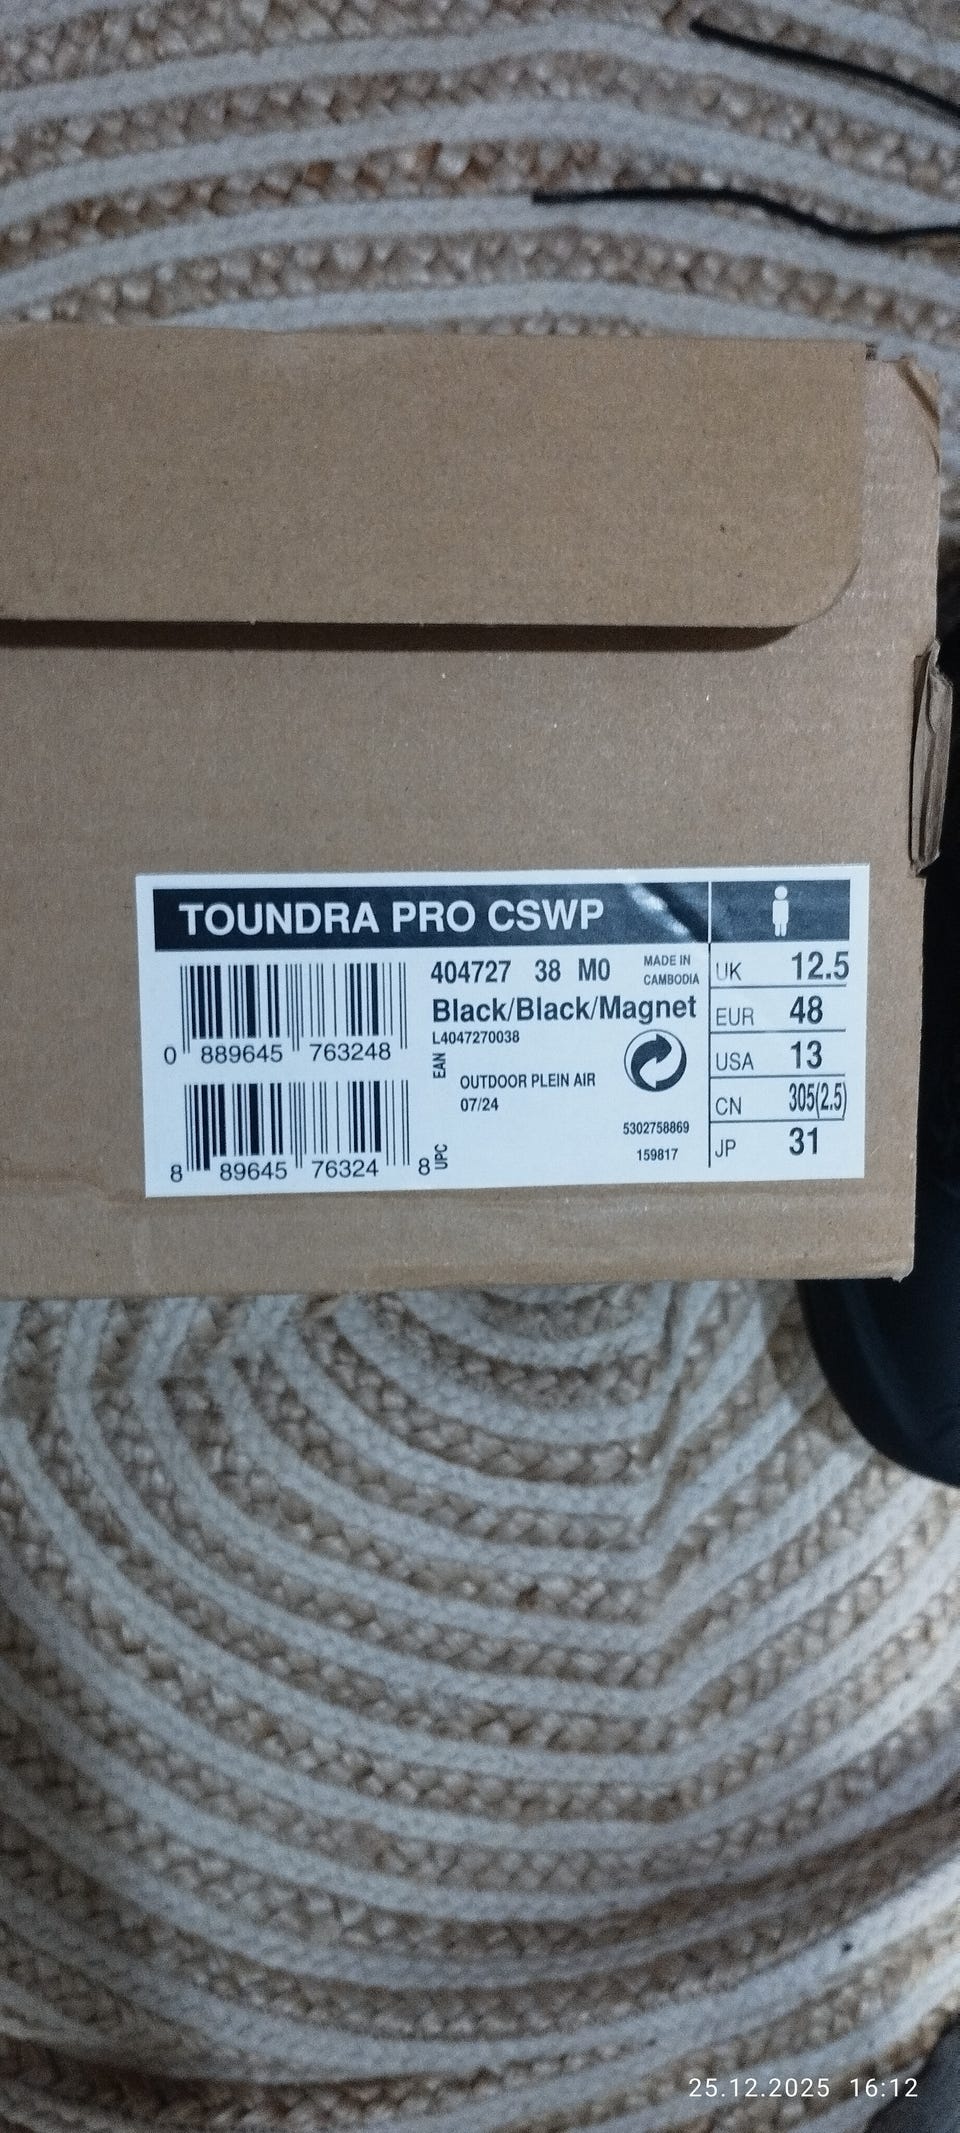 TOUNDRA PRO CSWP
404727 38 M0
MADE IN
CAMBODIA
Black/Black/Magnet
L4047270038
EAN
0 889645 763248
OUTDOOR PLEIN AIR
07/24
5302758869
159817
UPC
8 89645 76324 8
UK 12.5
EUR 48
USA 13
CN 305(2.5)
JP 31
25.12.2025 16:12